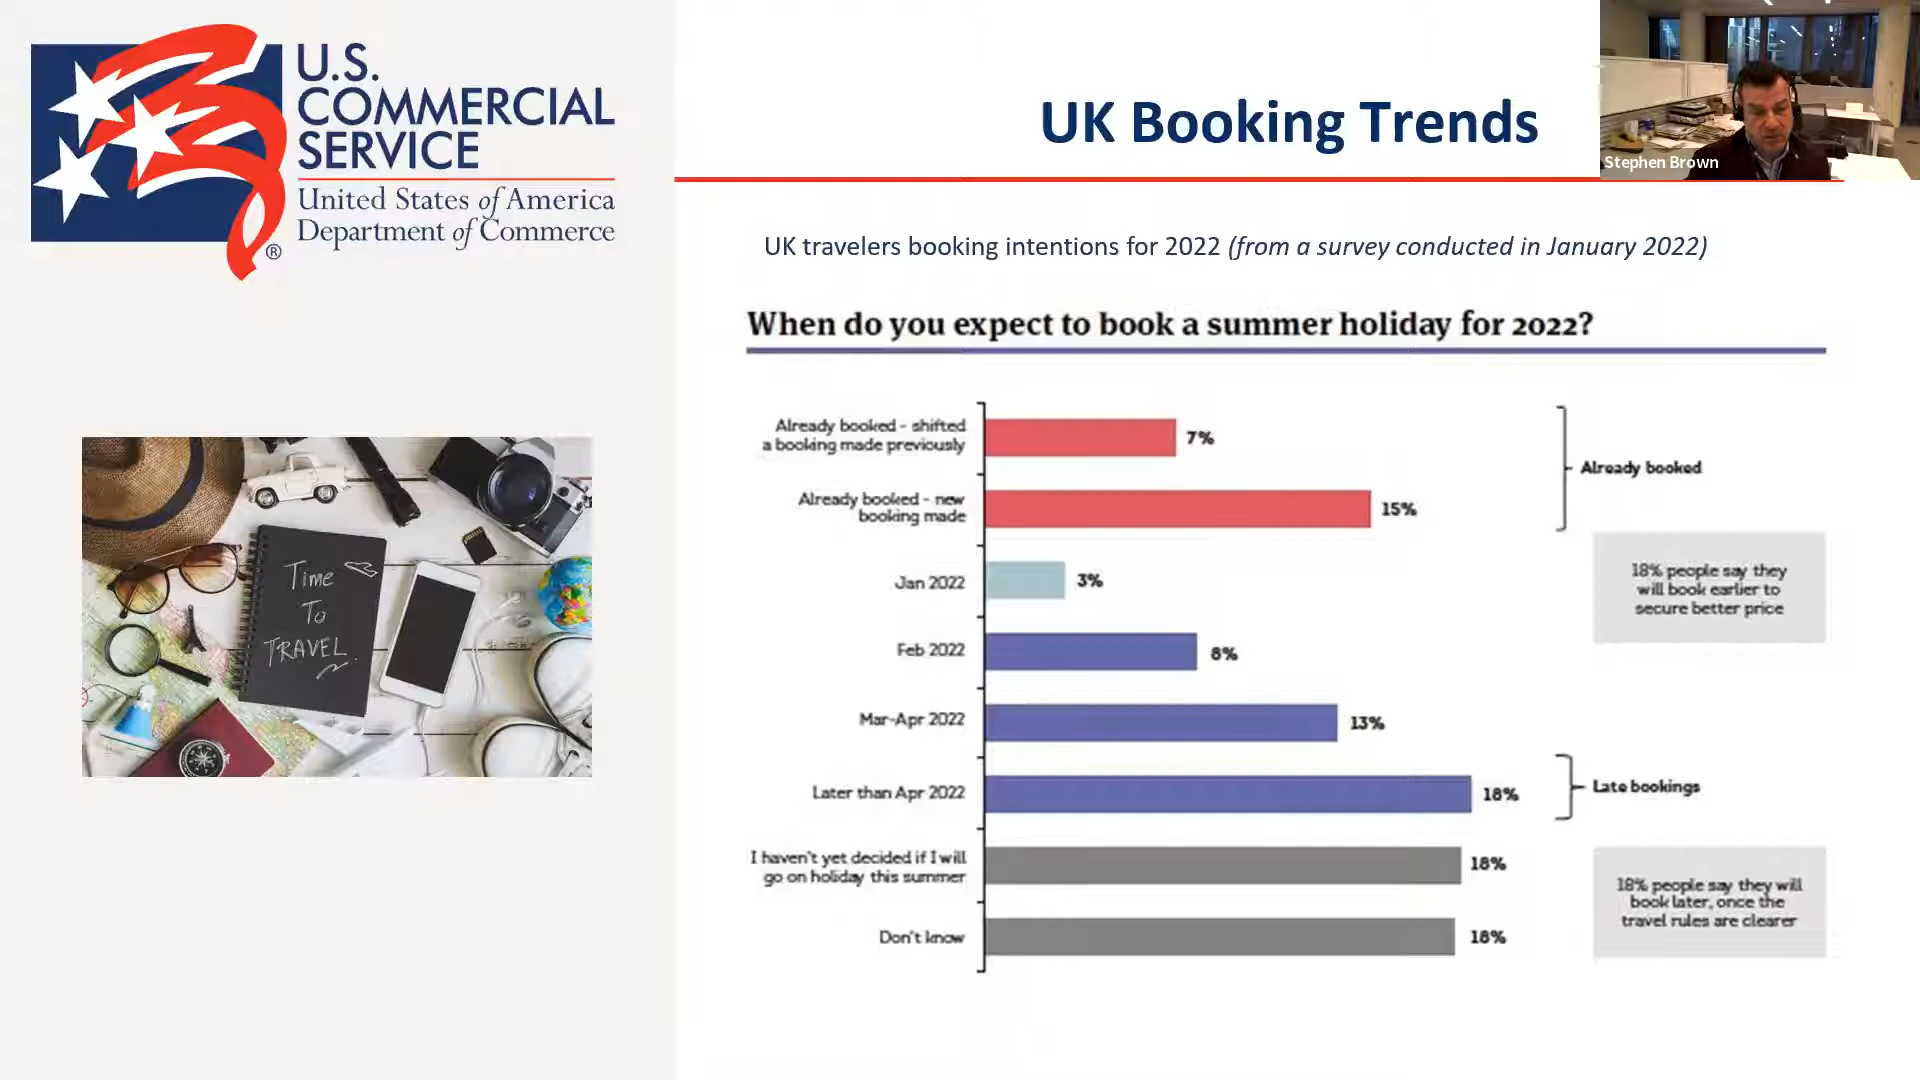 U.S.
COMMERCIAL
SERVICE
United States of America
Department of Commerce
®
UK Booking Trends
Stephen Brown
UK travelers booking intentions for 2022 (from a survey conducted in January 2022)
When do you expect to book a summer holiday for 2022?
Already booked - shifted
a booking made previously
7%
Already booked
Already booked - new
booking made
15%
Jan 2022
3%
18% people say they
will book earlier to
secure better price
Feb 2022
8%
Mar-Apr 2022
13%
Later than Apr 2022
18%
Late bookings
I haven't yet decided if I will
go on holiday this summer
18%
18% people say they will
book later, once the
travel rules are clearer
Don't know
18%
Time
To
TRAVEL